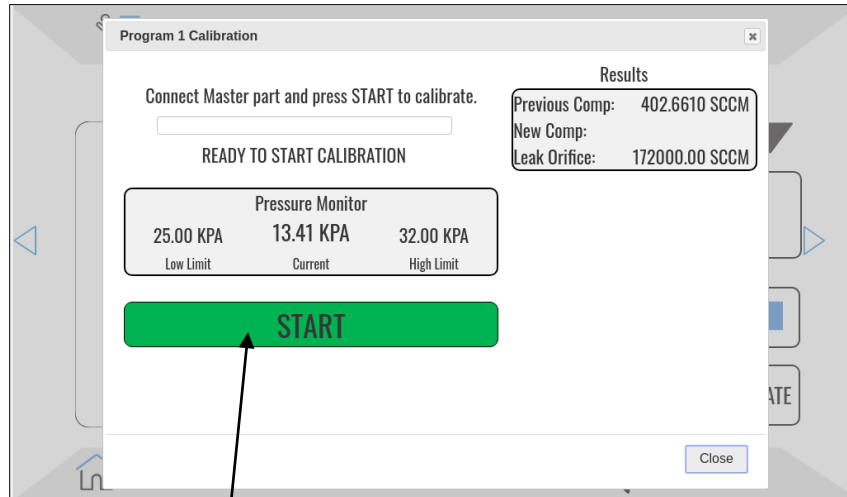 Program 1 Calibration
Connect Master part and press START to calibrate.
READY TO START CALIBRATION
Pressure Monitor
25.00 KPA 13.41 KPA 32.00 KPA
Low Limit Current High Limit
START
Results
Previous Comp: 402.6610 SCCM
New Comp:
Leak Orifice: 172000.00 SCCM
ATE
Close